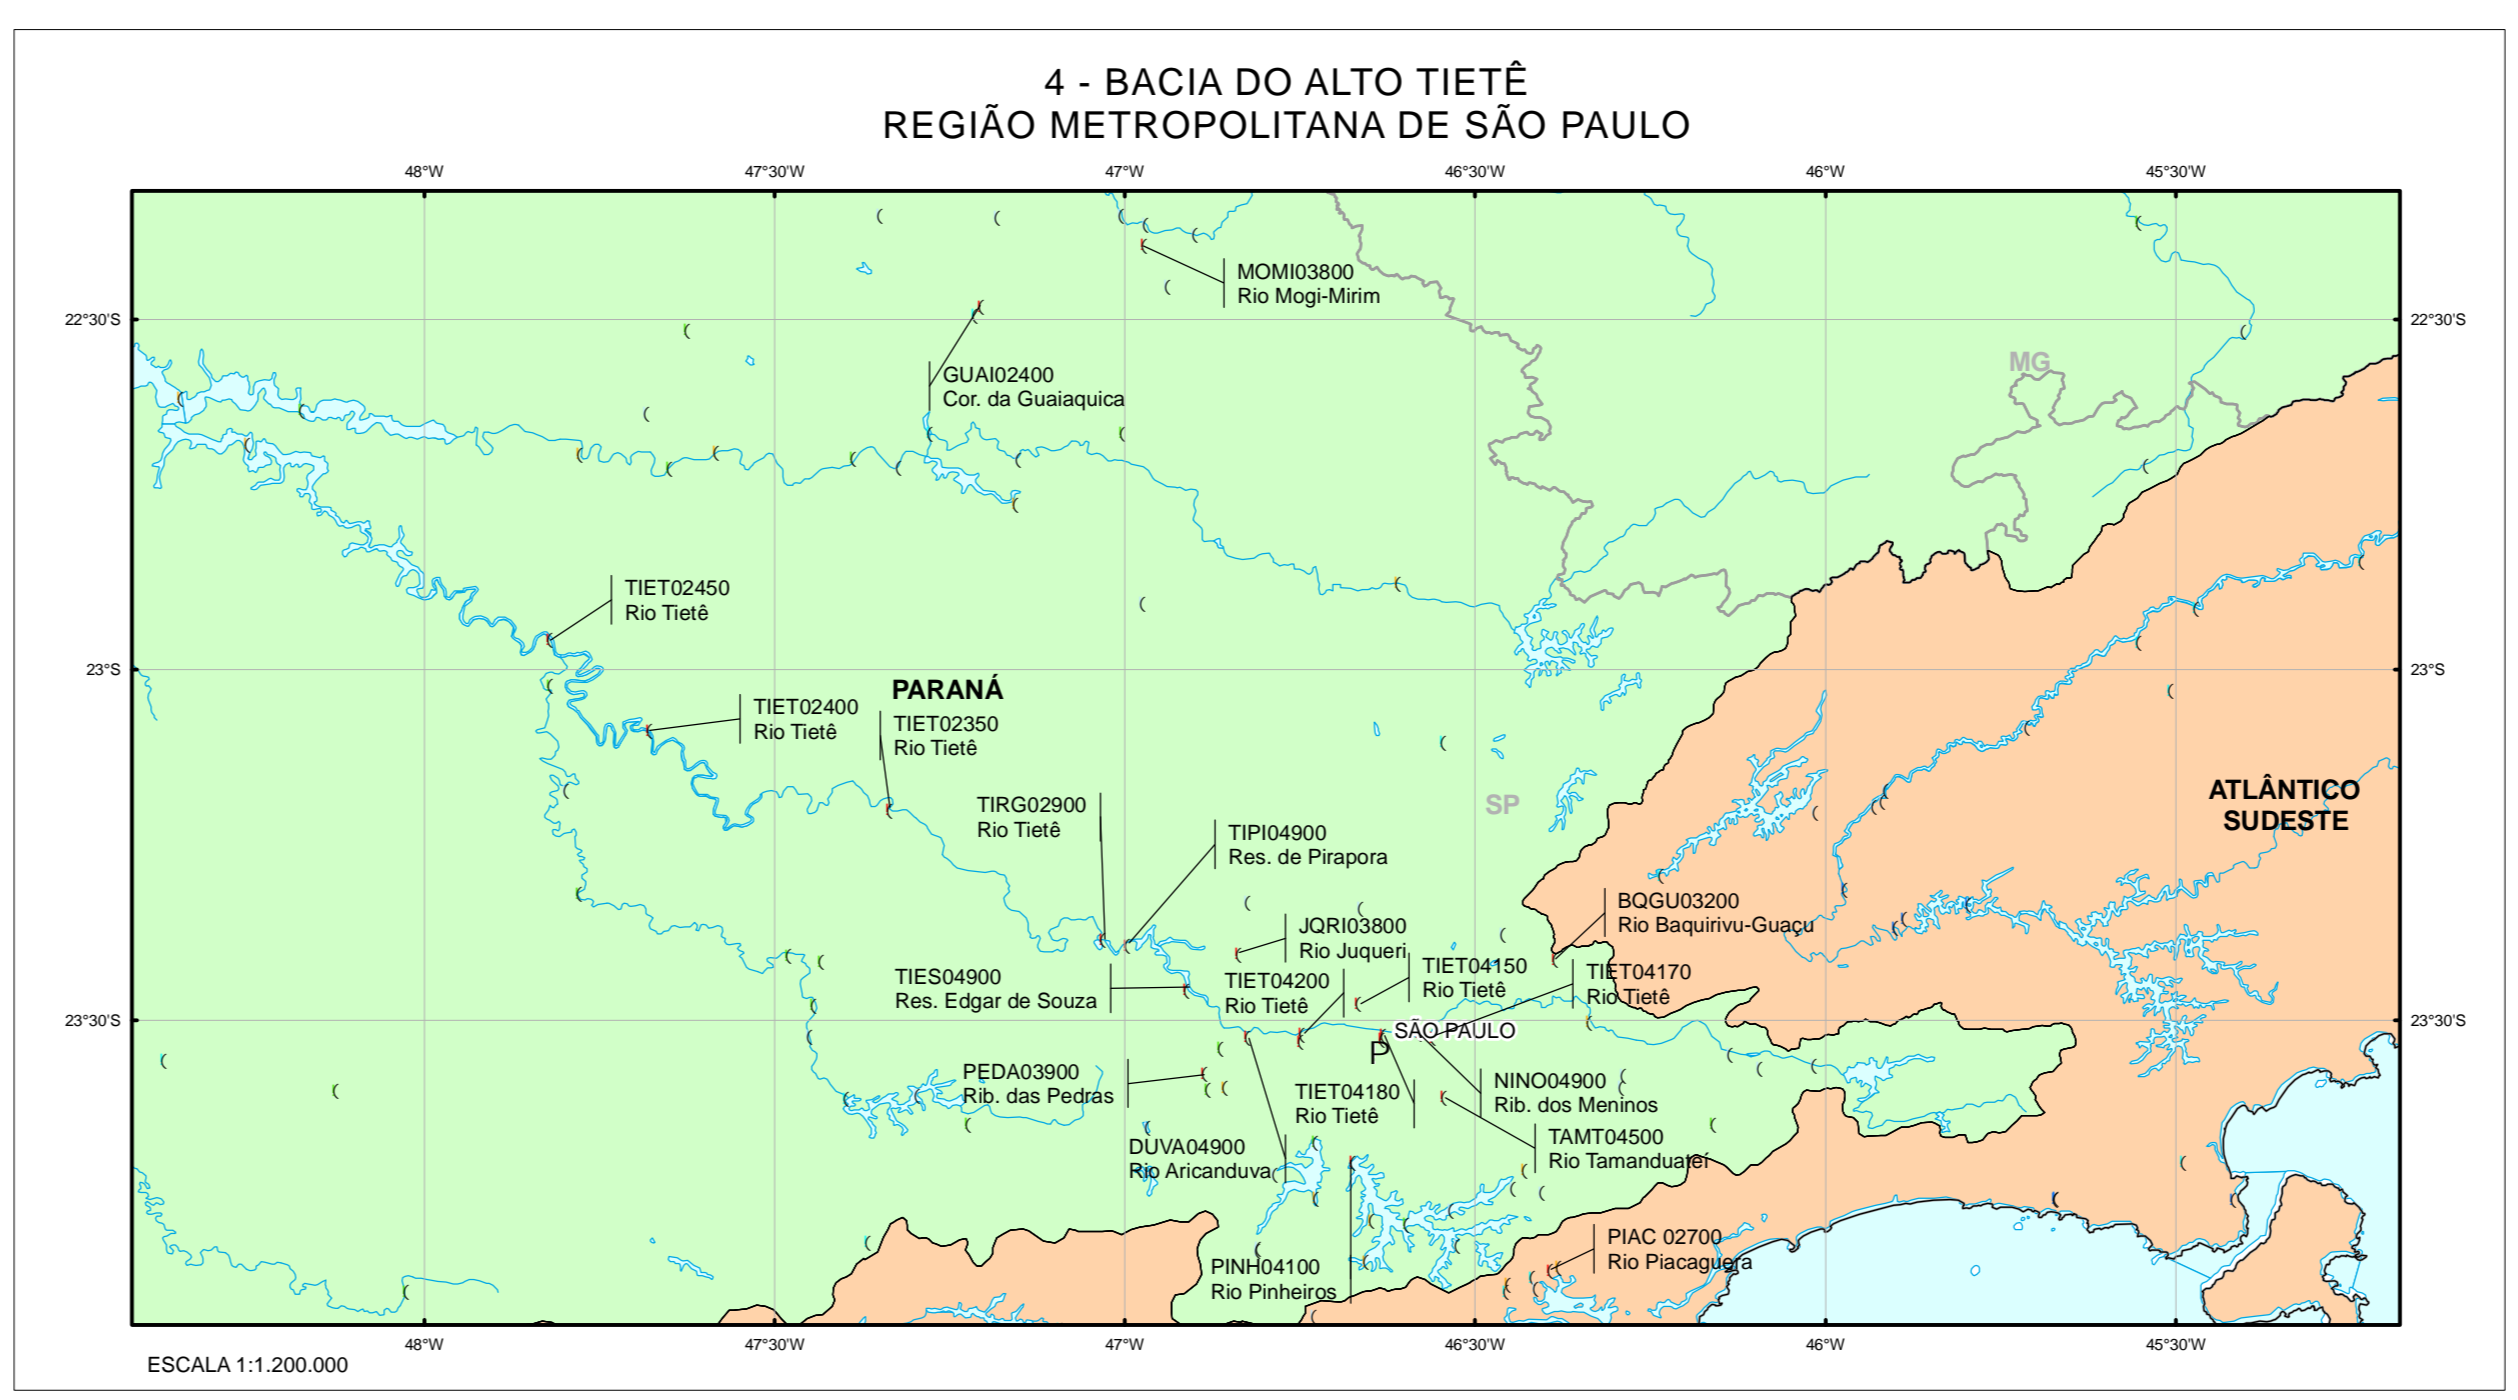 4 - BACIA DO ALTO TIETÊ
REGIÃO METROPOLITANA DE SÃO PAULO
48°W
47°30'W
47°W
46°30'W
46°W
45°30'W
MOMI03800
Rio Mogi-Mirim
22°30'S
22°30'S
MG
GUAI02400
Cor. da Guaiaquica
TIET02450
Rio Tietê
23°S
23°S
PARANÁ
TIET02400
Rio Tietê
TIET02350
Rio Tietê
ATLÂNTICO
SUDESTE
SP
TIRG02900
Rio Tietê
TIPI04900
Res. de Pirapora
BQGU03200
Rio Baquirivu-Guaçu
JQRI03800
Rio Juqueri
TIES04900
Res. Edgar de Souza
TIET04200
Rio Tietê
TIET04150
Rio Tietê
TIET04170
Rio Tietê
23°30'S
23°30'S
SÃO PAULO
P
PEDA03900
Rib. das Pedras
TIET04180
Rio Tietê
NINO04900
Rib. dos Meninos
DUVA04900
Rio Aricanduva
TAMT04500
Rio Tamanduateí
PINH04100
Rio Pinheiros
PIAC 02700
Rio Piacaguera
48°W
47°30'W
47°W
46°30'W
46°W
45°30'W
ESCALA 1:1.200.000